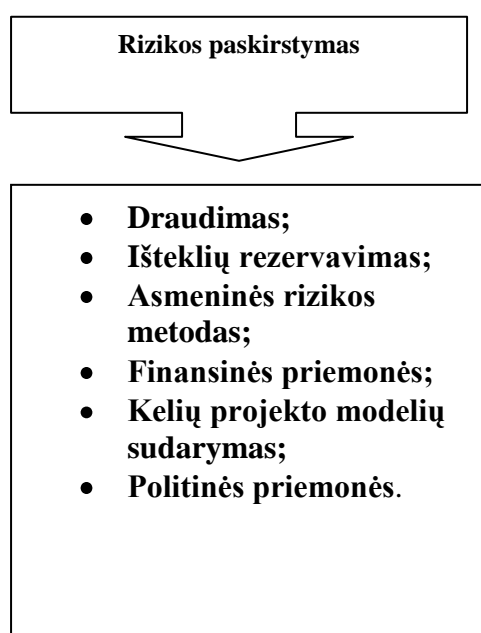 Rizikos paskirstymas
• Draudimas;
• Išteklių rezervavimas;
• Asmeninės rizikos
metodas;
• Finansinės priemonės;
• Kelių projekto modelių
sudarymas;
• Politinės priemonės.